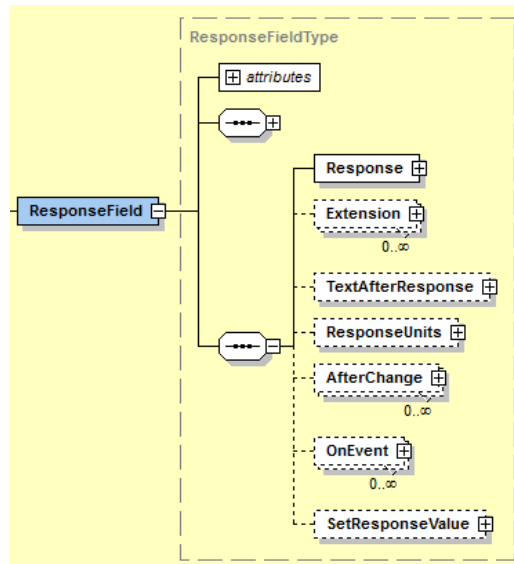 ResponseFieldType
attributes
ResponseField
Response
Extension
0..∞
TextAfterResponse
ResponseUnits
AfterChange
0..∞
OnEvent
0..∞
SetResponseValue